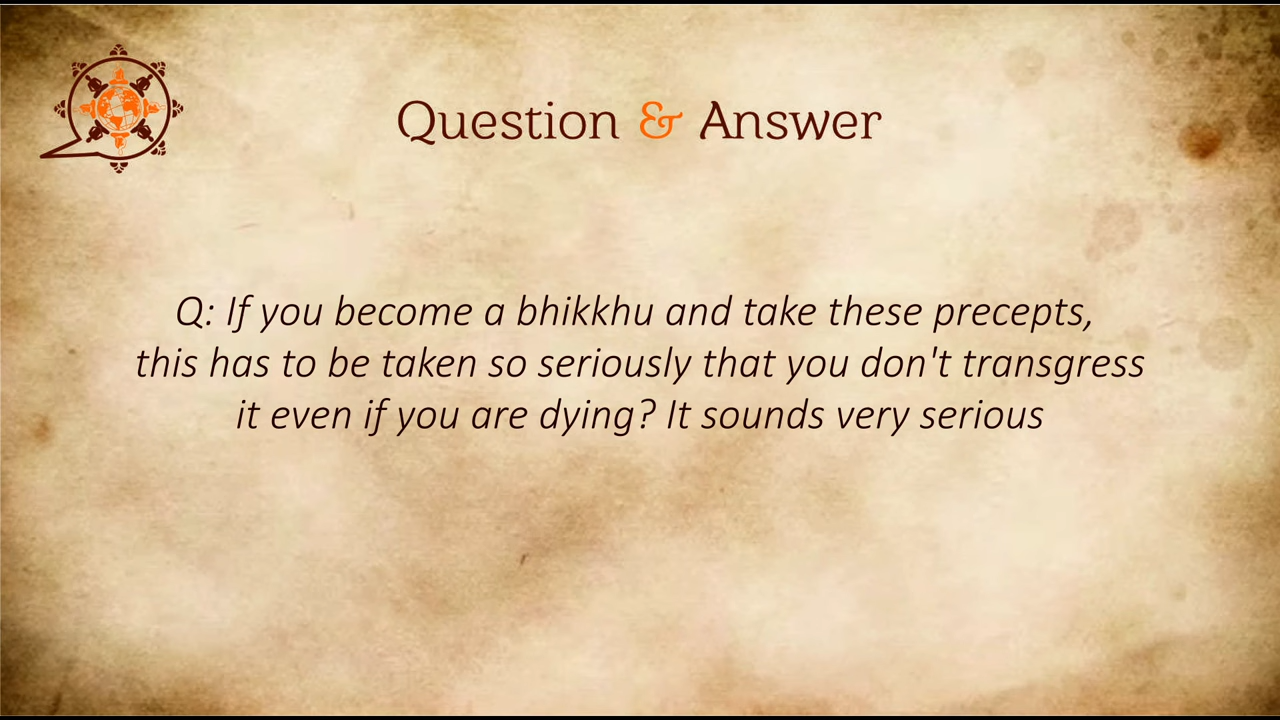 Question & Answer
Q: If you become a bhikkhu and take these precepts,
this has to be taken so seriously that you don't transgress
it even if you are dying? It sounds very serious